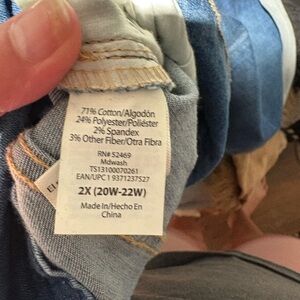 71% Cotton/Algodón
24% Polyester/Poliéster
2% Spandex
3% Other Fiber/Otra Fibra
RN# 52469
Mdwash
TS13100070261
EAN/UPC 1 9371237527
2X (20W-22W)
Made In/Hecho En
China